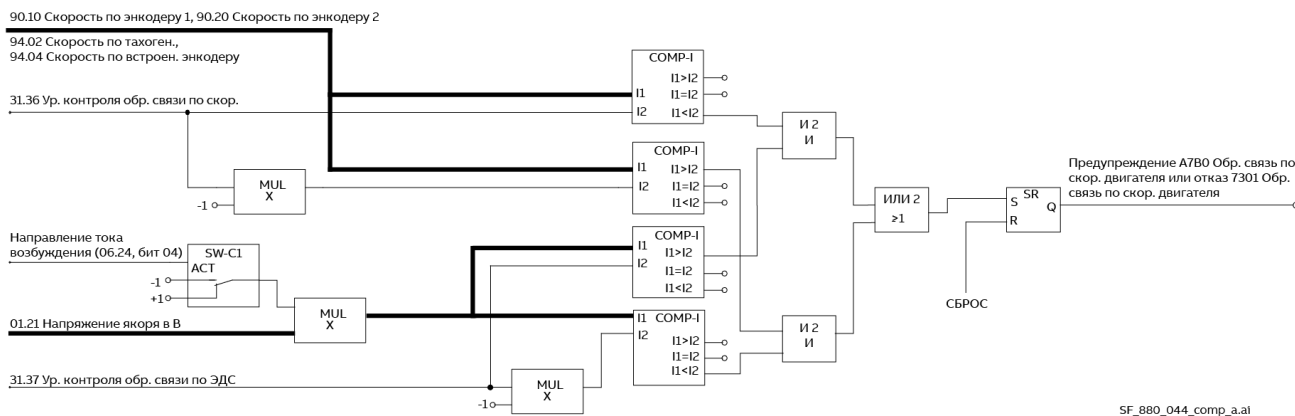 90.10 Скорость по энкодеру 1, 90.20 Скорость по энкодеру 2
94.02 Скорость по тахоген.,
94.04 Скорость по встроен. энкодеру
31.36 Ур. контроля обр. связи по скор.
COMP-I
I1>I2
I1=I2
I1<I2
I1
I2
COMP-I
I1>I2
I1=I2
I1<I2
I1
I2
MUL
X
-1
И 2
И
Направление тока
возбуждения (06.24, бит 04)
SW-C1
ACT
-1
+1
01.21 Напряжение якоря в В
MUL
X
COMP-I
I1
I2
I1>I2
I1=I2
I1<I2
COMP-I
I1
I2
I1>I2
I1=I2
I1<I2
И 2
И
31.37 Ур. контроля обр. связи по ЭДС
MUL
X
-1
ИЛИ 2
≥1
SR
S
R
Q
СБРОС
Предупреждение A7B0 Обр. связь по
скор. двигателя или отказ 7301 Обр.
связь по скор. двигателя
SF_880_044_comp_a.ai